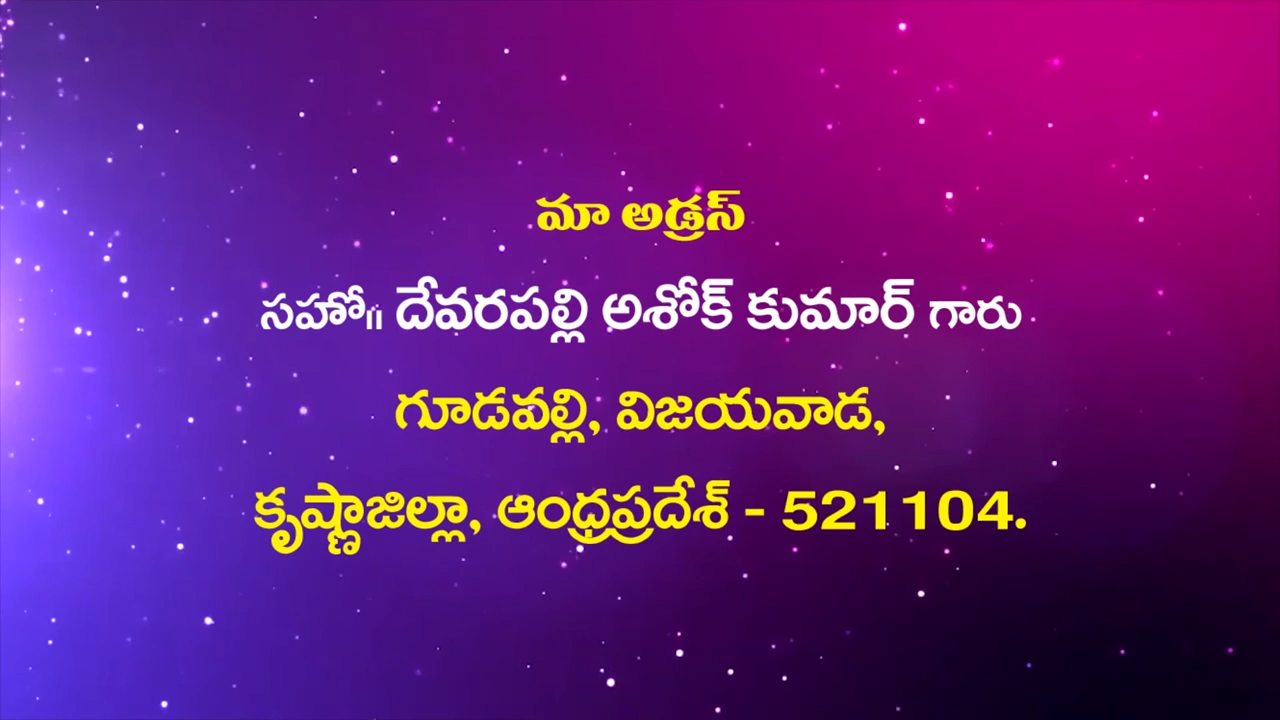 మా అడ్రస్
సహో॥ దేవరపల్లి అశోక్ కుమార్ గారు
గూడవల్లి, విజయవాడ,
కృష్ణాజిల్లా, ఆంధ్రప్రదేశ్ - 521104.